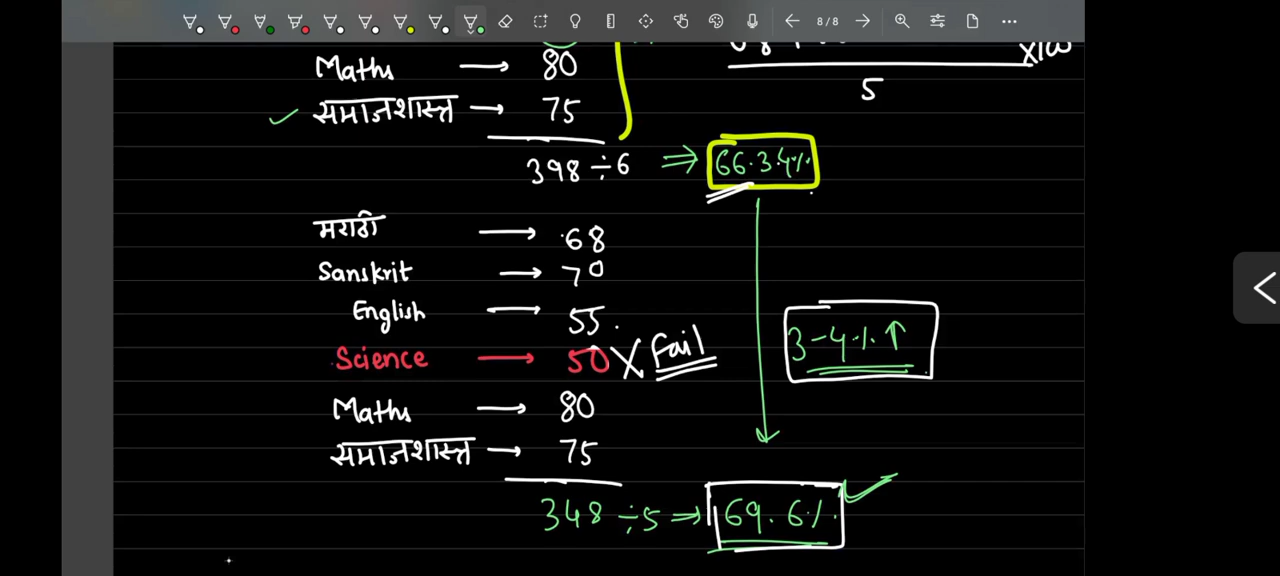 8/8
Maths → 80
समाजशास्त्र → 75
5
398 ÷ 6 ⇒ 66.34%
मराठी → 68
Sanskrit → 70
English → 55
Science → 50 X Fail
3-4% ↑
Maths → 80
समाजशास्त्र → 75
348 ÷ 5 ⇒ 69.6%